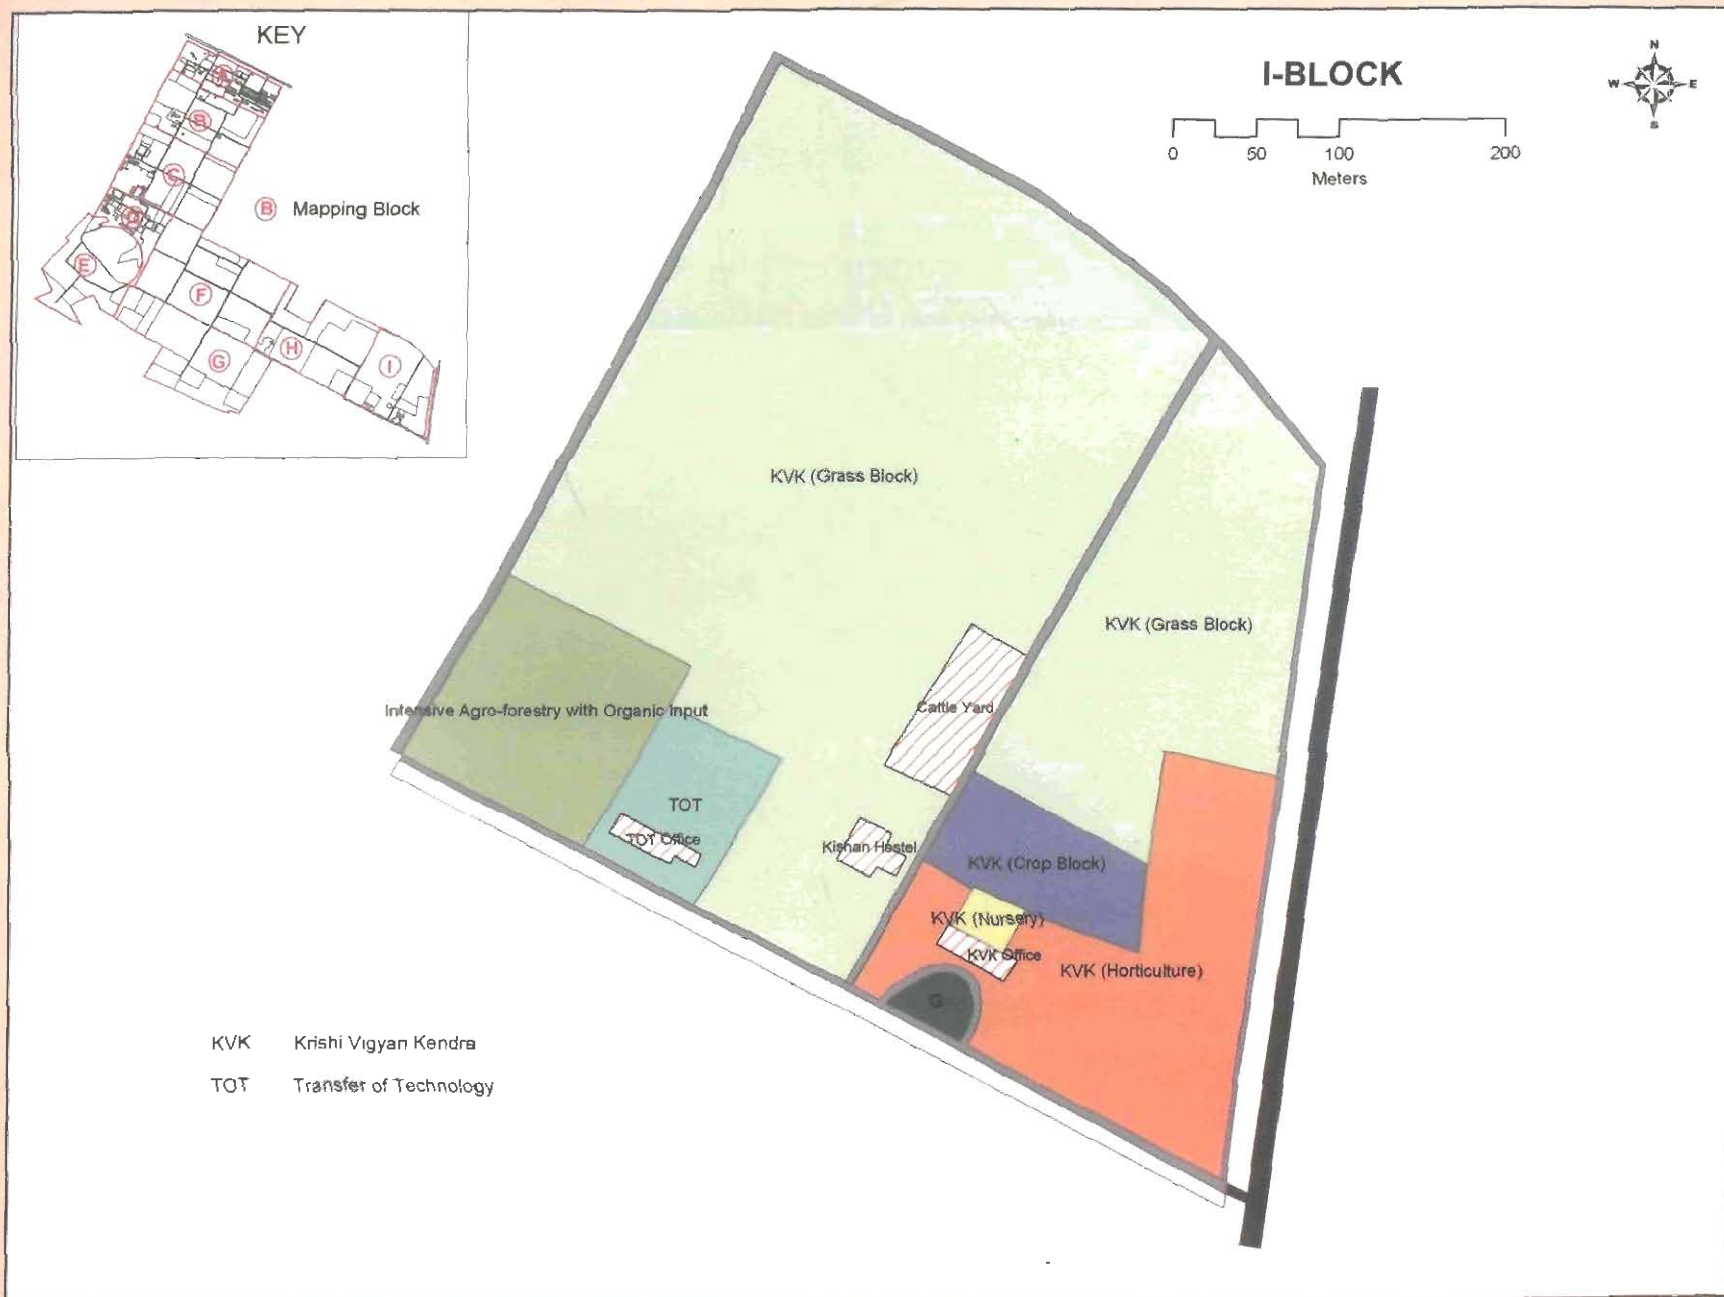 KEY
A
B
C
D
E
F
G
H
I
B Mapping Block
I-BLOCK
N
W E
S
0 50 100 200
Meters
KVK (Grass Block)
KVK (Grass Block)
Intensive Agro-forestry with Organic Input
Cattle Yard
TOT
TOT Office
Kishan Hostel
KVK (Crop Block)
KVK (Nursery)
KVK Office
KVK (Horticulture)
G
KVK Krishi Vigyan Kendra
TOT Transfer of Technology